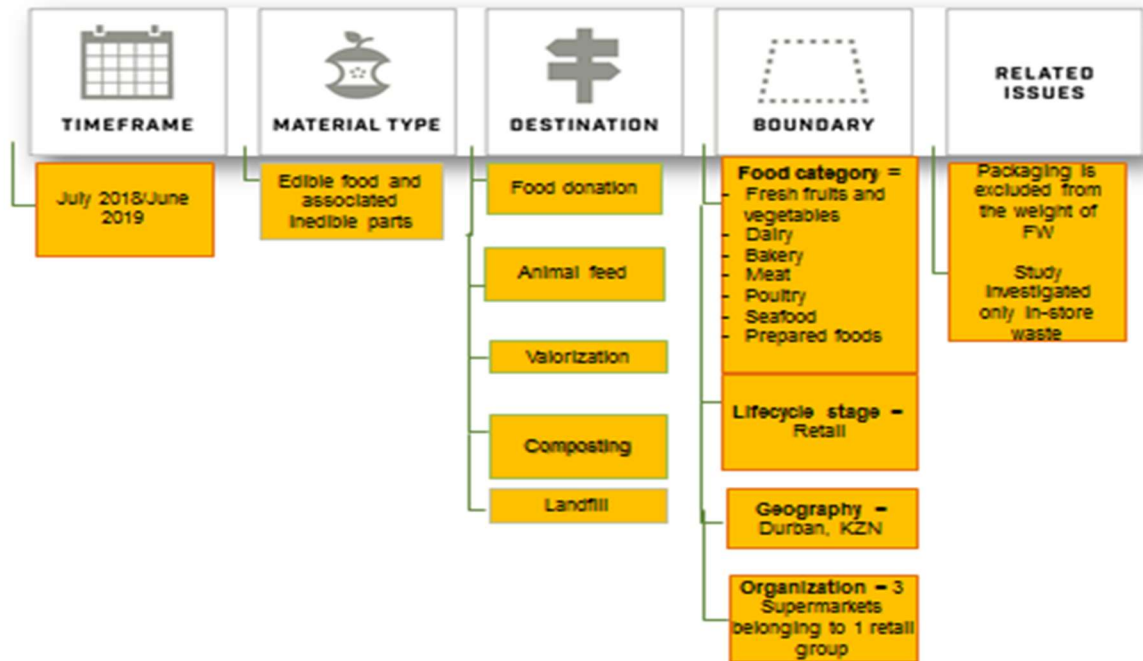 TIMEFRAME
MATERIAL TYPE
DESTINATION
BOUNDARY
RELATED
ISSUES
July 2018/June
2019
Edible food and
associated
inedible parts
Food donation
Animal feed
Valorization
Composting
Landfill
Food category =
- Fresh fruits and
vegetables
- Dairy
- Bakery
- Meat
- Poultry
- Seafood
- Prepared foods
Lifecycle stage =
Retail
Geography =
Durban, KZN
Organization = 3
Supermarkets
belonging to 1 retail
group
Packaging is
excluded from
the weight of
FW
Study
investigated
only in-store
waste